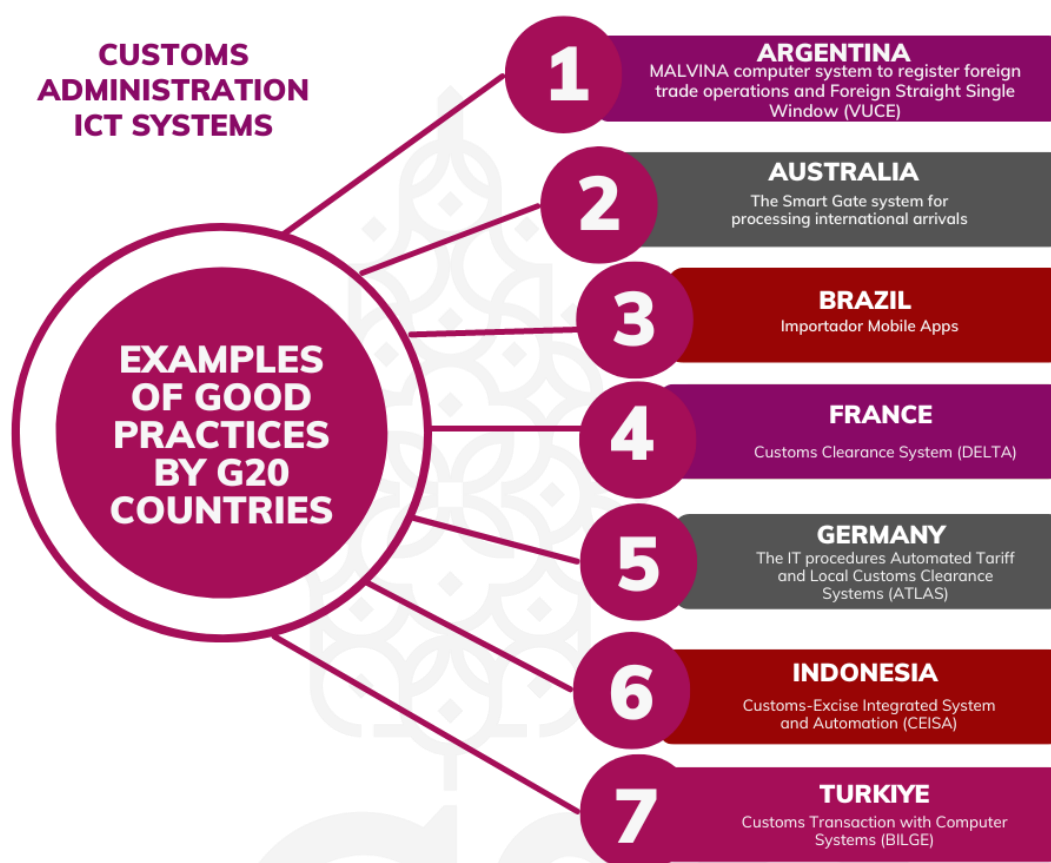 CUSTOMS
ADMINISTRATION
ICT SYSTEMS
EXAMPLES
OF GOOD
PRACTICES
BY G20
COUNTRIES
1
ARGENTINA
MALVINA computer system to register foreign
trade operations and Foreign Straight Single
Window (VUCE)
2
AUSTRALIA
The Smart Gate system for
processing international arrivals
3
BRAZIL
Importador Mobile Apps
4
FRANCE
Customs Clearance System (DELTA)
5
GERMANY
The IT procedures Automated Tariff
and Local Customs Clearance
Systems (ATLAS)
6
INDONESIA
Customs-Excise Integrated System
and Automation (CEISA)
7
TURKIYE
Customs Transaction with Computer
Systems (BILGE)